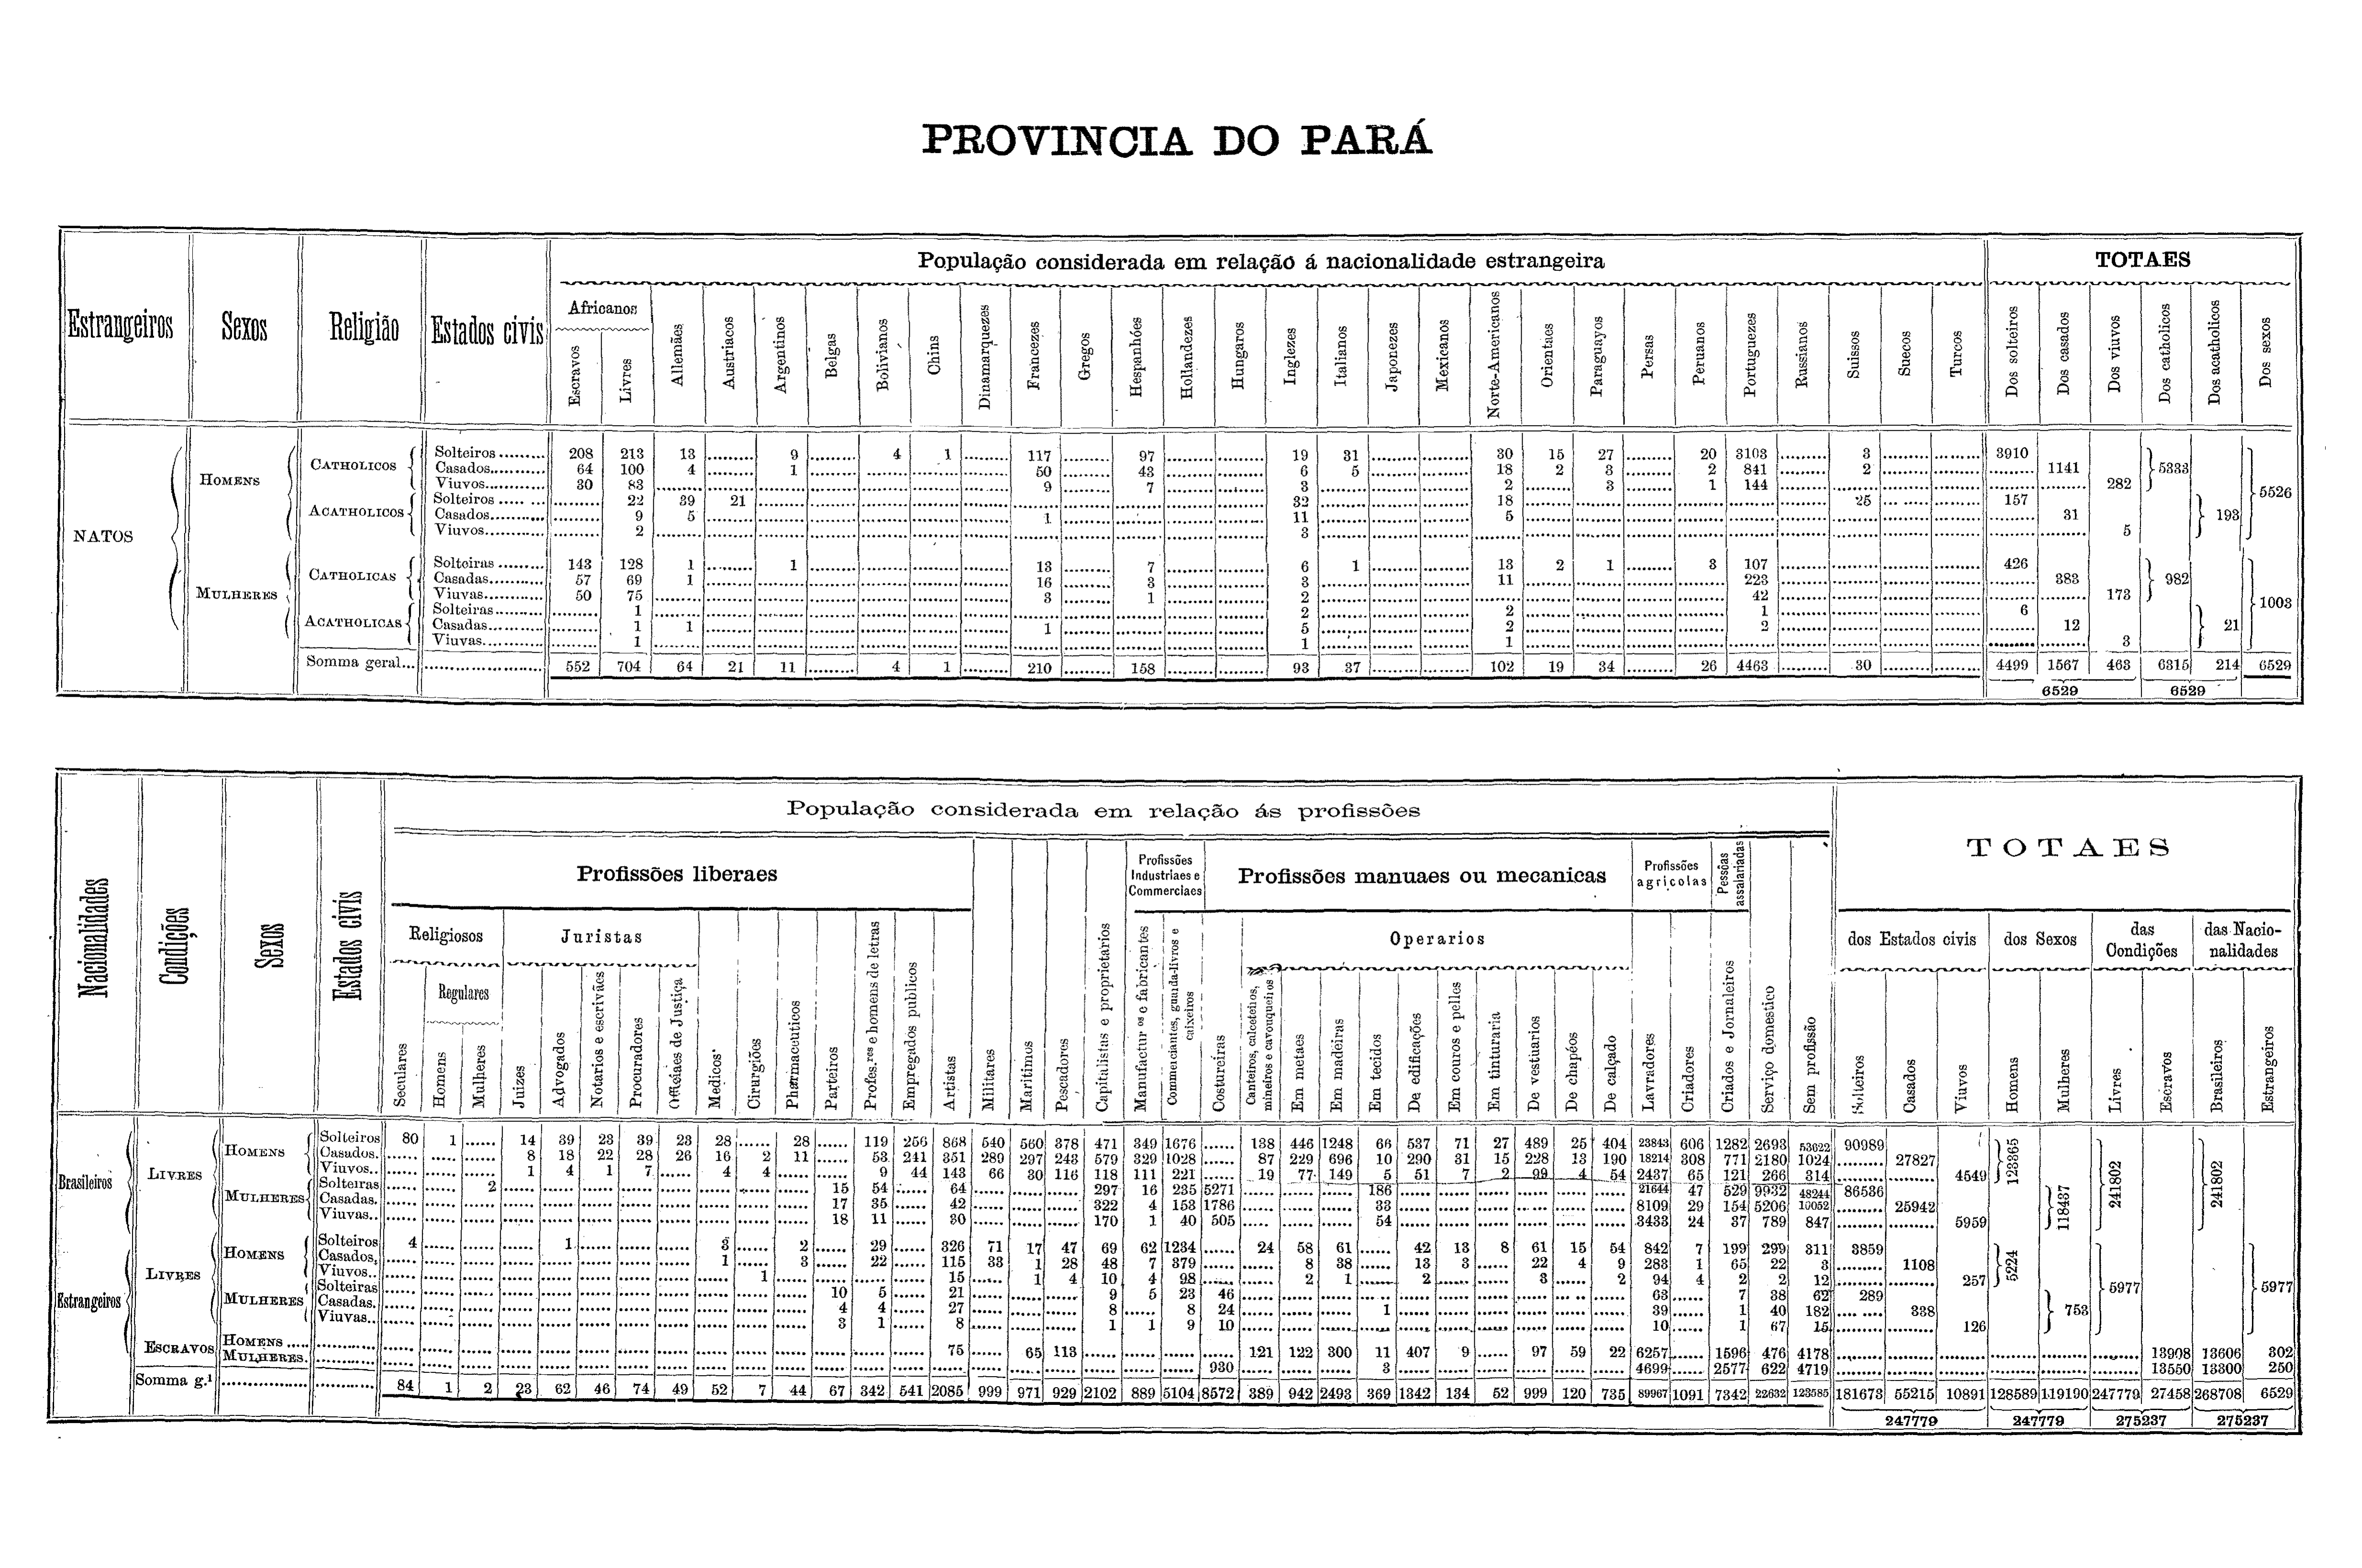 PROVINCIA DO PARÁ
Estrangeiros Sexos Religião Estados civis População considerada em relação á nacionalidade estrangeira TOTAES
Africanos
Escravos Livres Allemães Austriacos Argentinos Belgas Bolivianos Chins Dinamarquezes Francezes Gregos Hespanhóes Hollandezes Hungaros Inglezes Italianos Japonezes Mexicanos Norte-Americanos Orientaes Paraguayos Persas Peruanos Portuguezes Russianos Suissos Suecos Turcos Dos solteiros Dos casados Dos viuvos Dos catholicos Dos acatholicos Dos sexos
NATOS
HOMENS
CATHOLICOS
Solteiros 208 213 13 9 4 1 117 97 19 31 30 15 27 20 3103 3 3910
Casados 64 100 4 1 50 43 6 5 18 2 3 2 841 2 1141 5333
Viuvos 30 83 9 7 3 2 3 1 144 282
ACATHOLICOS
Solteiros 22 39 21 32 18 25 157 5526
Casados 9 5 1 11 5 31 193
Viuvos 2 3 5
MULHERES
CATHOLICAS
Solteiras 143 128 1 1 13 7 6 1 13 2 1 3 107 426
Casadas 57 69 1 16 3 3 11 223 383 982
Viuvas 50 75 3 1 2 42 173
ACATHOLICAS
Solteiras 1 2 2 1 6 1003
Casadas 1 1 1 5 2 2 12 21
Viuvas 1 1 1 3
Somma geral... 552 704 64 21 11 4 1 210 158 93 37 102 19 34 26 4463 30 4499 1567 463 6315 214 6529
6529 6529
Nacionalidades Condições Sexos Estados civis População considerada em relação ás profissões TOTAES
Profissões liberaes Profissões Industriaes e Commerciaes Profissões manuaes ou mecanicas Profissões agricolas Pessôas assalariadas
Religiosos Juristas Operarios dos Estados civis dos Sexos das Condições das Nacionalidades
Regulares
Seculares Homens Mulheres Juizes Advogados Notarios e escrivães Procuradores Officiaes de Justiça Medicos Cirurgiões Pharmaceuticos Parteiros Profes.res e homens de letras Empregados publicos Artistas Militares Maritimos Pescadores Capitalistas e proprietarios Manufactur.os e fabricantes Commerciantes, guarda-livros e caixeiros Costureiras Canteiros, calceteiros, mineiros e cavouqueiros Em metaes Em madeiras Em tecidos De edificações Em couros e pelles Em tinturaria De vestuarios De chapéos De calçado Lavradores Criadores Criados e Jornaleiros Serviço domestico Sem profissão Solteiros Casados Viuvos Homens Mulheres Livres Escravos Brasileiros Estrangeiros
Brasileiros
LIVRES
HOMENS
Solteiros 80 1 14 39 23 39 23 28 28 119 256 868 540 560 378 471 349 1676 138 446 1248 66 537 71 27 489 25 404 23843 606 1282 2693 53622 90989
Casados. 8 18 22 28 26 16 2 11 53 241 351 289 297 243 579 329 1028 87 229 696 10 290 31 15 228 13 190 18214 308 771 2180 1024 27827 123365
Viuvos.. 1 4 1 7 4 4 9 44 143 66 30 116 118 111 221 19 77 149 5 51 7 2 99 4 54 2437 65 121 266 314 4549
MULHERES
Solteiras 2 15 54 64 297 16 235 5271 186 21644 47 529 9932 48244 86536 241802 241802
Casadas. 17 35 42 322 4 153 1786 33 8109 29 154 5206 10052 25942 118437
Viuvas.. 18 11 30 170 1 40 505 54 3433 24 37 789 847 5959
Estrangeiros
LIVRES
HOMENS
Solteiros 4 1 3 2 29 326 71 17 47 69 62 1234 24 58 61 42 13 8 61 15 54 842 7 199 299 311 3859
Casados. 1 3 22 115 33 1 28 48 7 379 8 38 13 3 22 4 9 283 1 65 22 3 1108 5224
Viuvos.. 1 15 1 4 10 4 98 2 1 2 3 2 94 4 2 2 12 257
MULHERES
Solteiras 10 5 21 9 5 23 46 63 7 38 62 289 5977 5977
Casadas. 4 4 27 8 8 24 1 39 1 40 182 338 753
Viuvas.. 3 1 8 1 1 9 10 10 1 67 15 126
ESCRAVOS
HOMENS 75 65 113 121 122 300 11 407 9 97 59 22 6257 1596 476 4178 13908 13606 302
MULHERES. 930 3 4699 2577 622 4719 13550 13300 250
Somma g.l 84 1 2 23 62 46 74 49 52 7 44 67 342 541 2085 999 971 929 2102 889 5104 8572 389 942 2493 369 1342 134 52 999 120 735 89967 1091 7342 22632 123585 181673 55215 10891 128589 119190 247779 27458 268708 6529
247779 247779 275237 275237